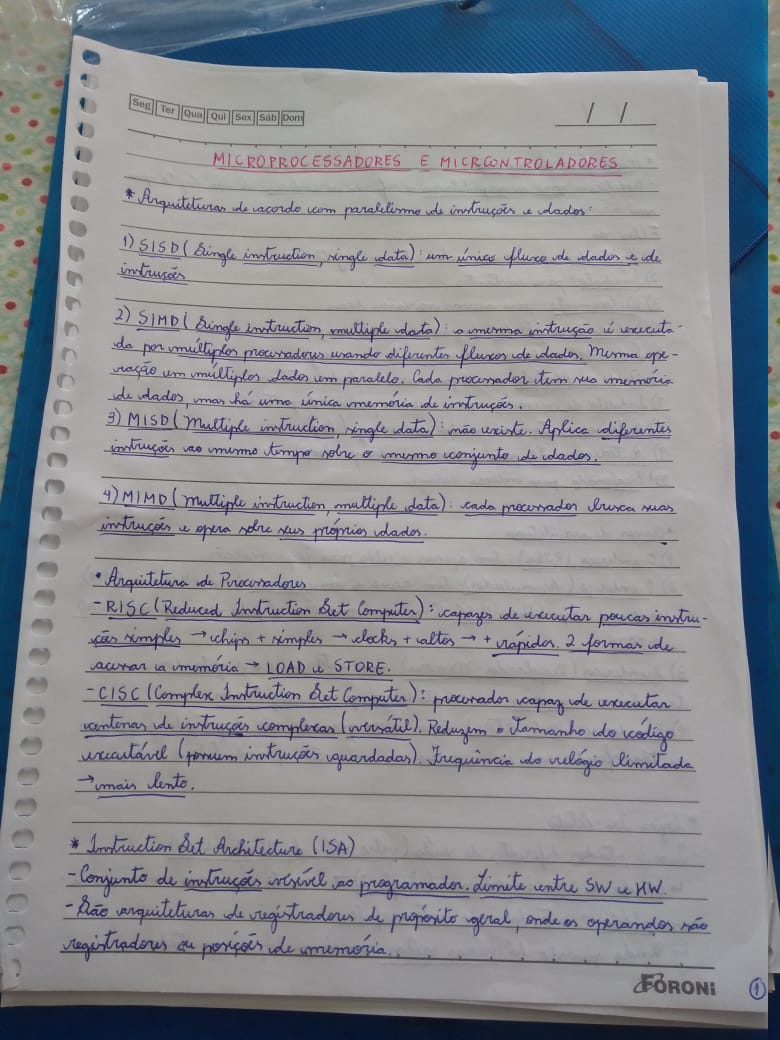 Seg Ter Qua Qui Sex Sáb Dom
/ /
MICROPROCESSADORES E MICRCONTROLADORES
* Arquiteturas de acordo com paralelismo de instruções e dados:
1) SISD (Single instruction, single data): um único fluxo de dados e de
instruções
2) SIMD (Single instruction, multiple data): a mesma instrução é executa-
da por múltiplos processadores usando diferentes fluxos de dados. Mesma ope-
ração em múltiplos dados em paralelo. Cada processador tem sua memória
de dados, mas há uma única memória de instruções.
3) MISD (Multiple instruction, single data): não existe. Aplica diferentes
instruções ao mesmo tempo sobre o mesmo conjunto de dados.
4) MIMD (Multiple instruction, multiple data): cada processador busca suas
instruções e opera sobre seus próprios dados.
• Arquitetura de Processadores
- RISC (Reduced Instruction Set Computer): capazes de executar poucas instru-
ções simples → chips + simples → clocks + altos → + rápidos. 2 formas de
acessar a memória → LOAD e STORE.
- CISC (Complex Instruction Set Computer): processador capaz de executar
centenas de instruções complexas (versátil). Reduzem o Tamanho do código
executável (possuem instruções guardadas). Frequência do relógio limitada
→ mais lento.
* Instruction Set Architecture (ISA)
- Conjunto de instruções visível ao programador. Limite entre SW e HW.
- São arquiteturas de registradores de propósito geral, onde os operandos são
registradores ou posições de memória.
FORONI
1